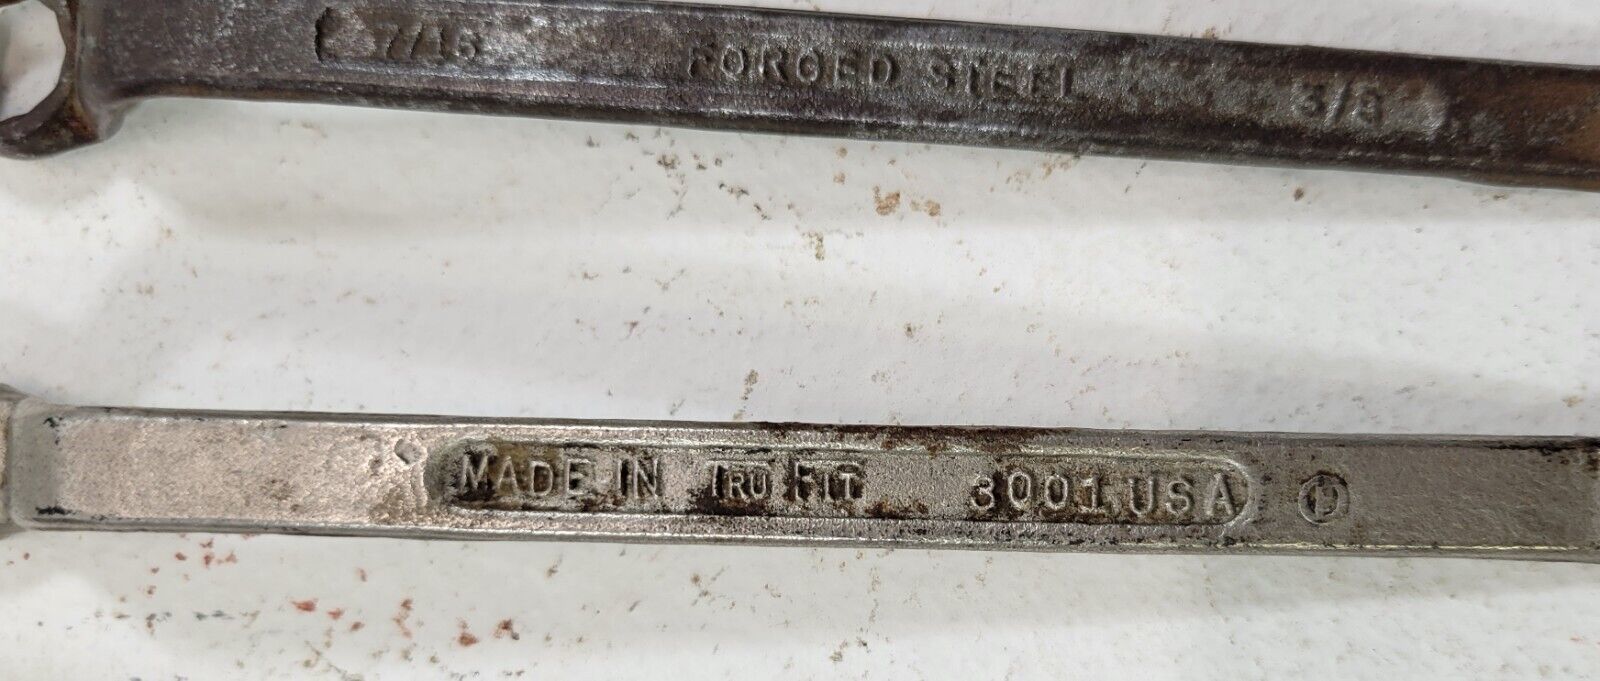 7/16 FORGED STEEL 3/8
MADE-IN TRU FIT 3001 USA